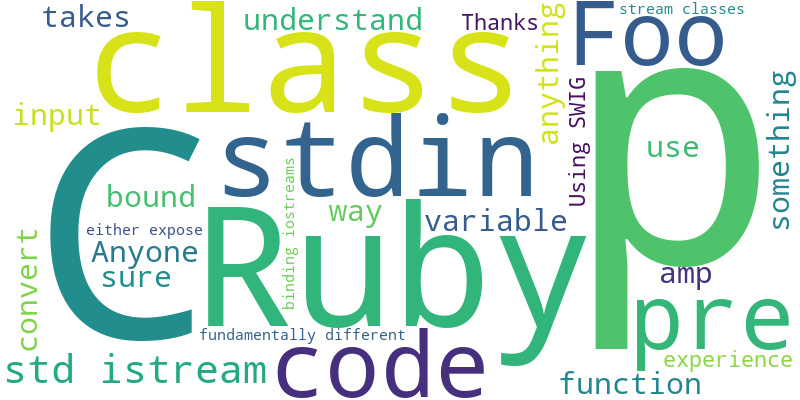 takes
class
understand
Thanks
anything
Foo
stream classes
input
stdin
Using SWIG
p
use
something
C
bound
Ruby
binding iostreams
way
variable
either expose
Anyone
sure
convert
amp
pre
fundamentally different
std istream
code
experience
function